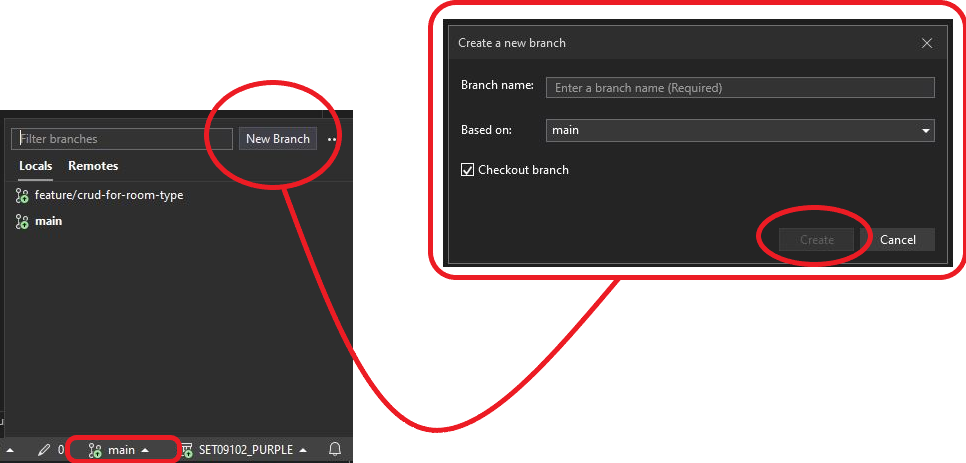 Create a new branch
Branch name:
Enter a branch name (Required)
Based on:
main
Checkout branch
Create
Cancel
Filter branches
New Branch
Locals
Remotes
feature/crud-for-room-type
main
0
main
SET09102_PURPLE